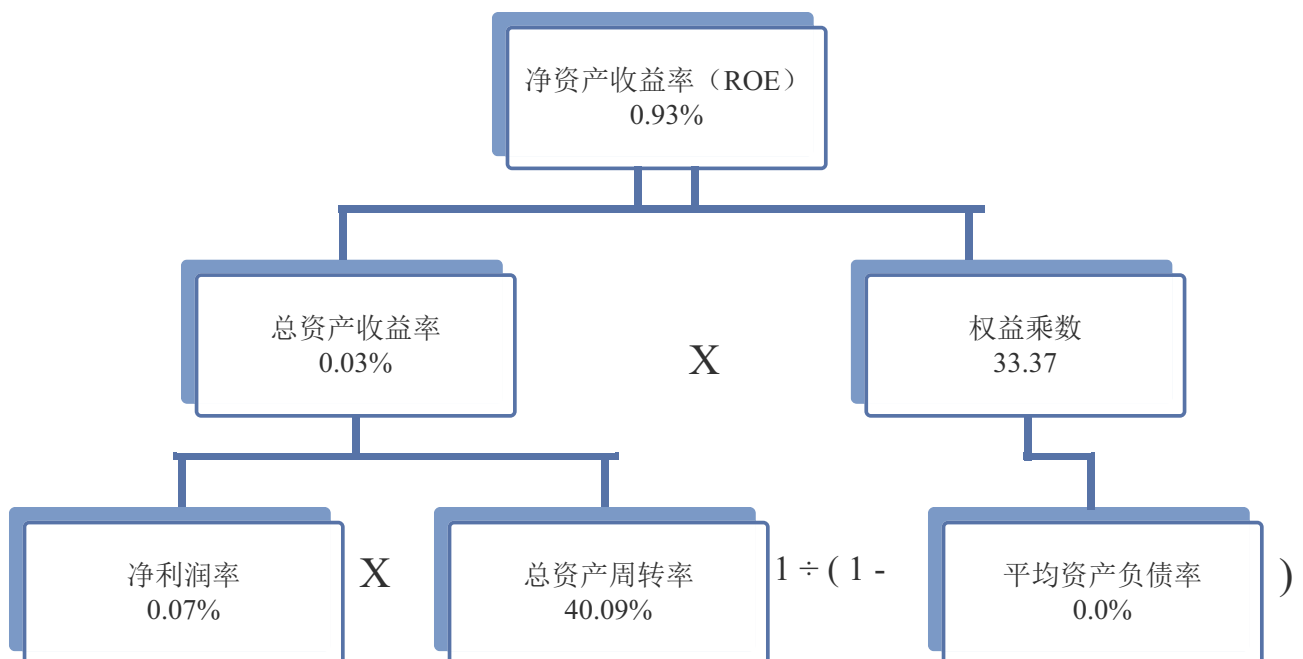 净资产收益率（ROE）
0.93%
总资产收益率
0.03%
X
权益乘数
33.37
净利润率
0.07%
X
总资产周转率
40.09%
1 ÷ ( 1 -
平均资产负债率
0.0%
)